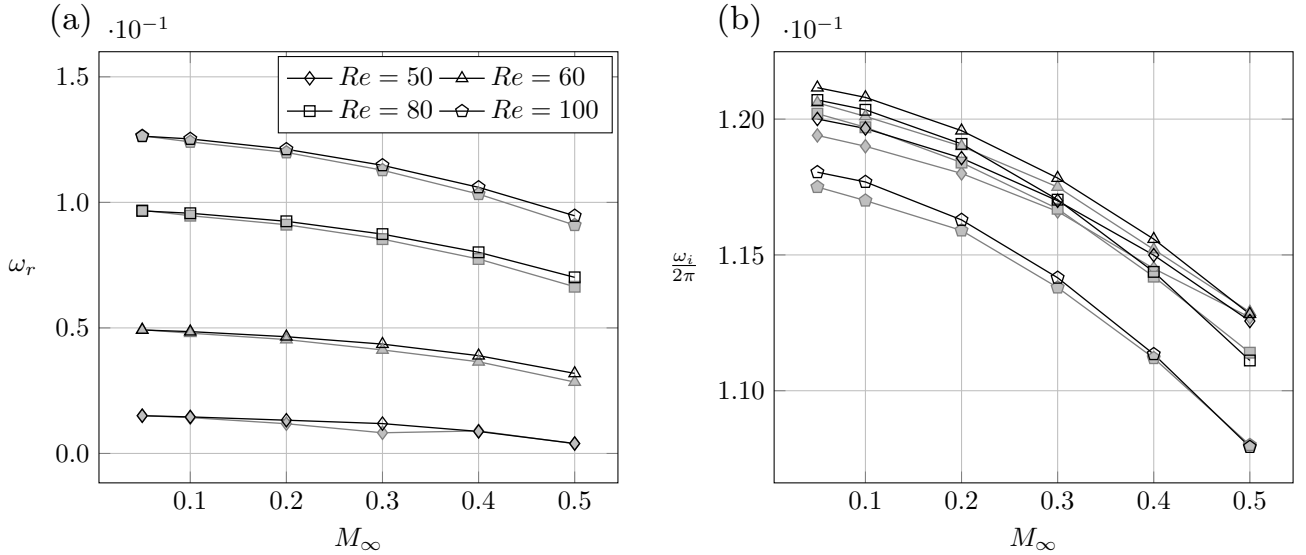 (a)
·10⁻¹
1.5
1.0
0.5
0.0
ω_r
Re = 50
Re = 60
Re = 80
Re = 100
0.1 0.2 0.3 0.4 0.5
M_∞
(b)
·10⁻¹
1.20
1.15
1.10
ω_i/2π
0.1 0.2 0.3 0.4 0.5
M_∞